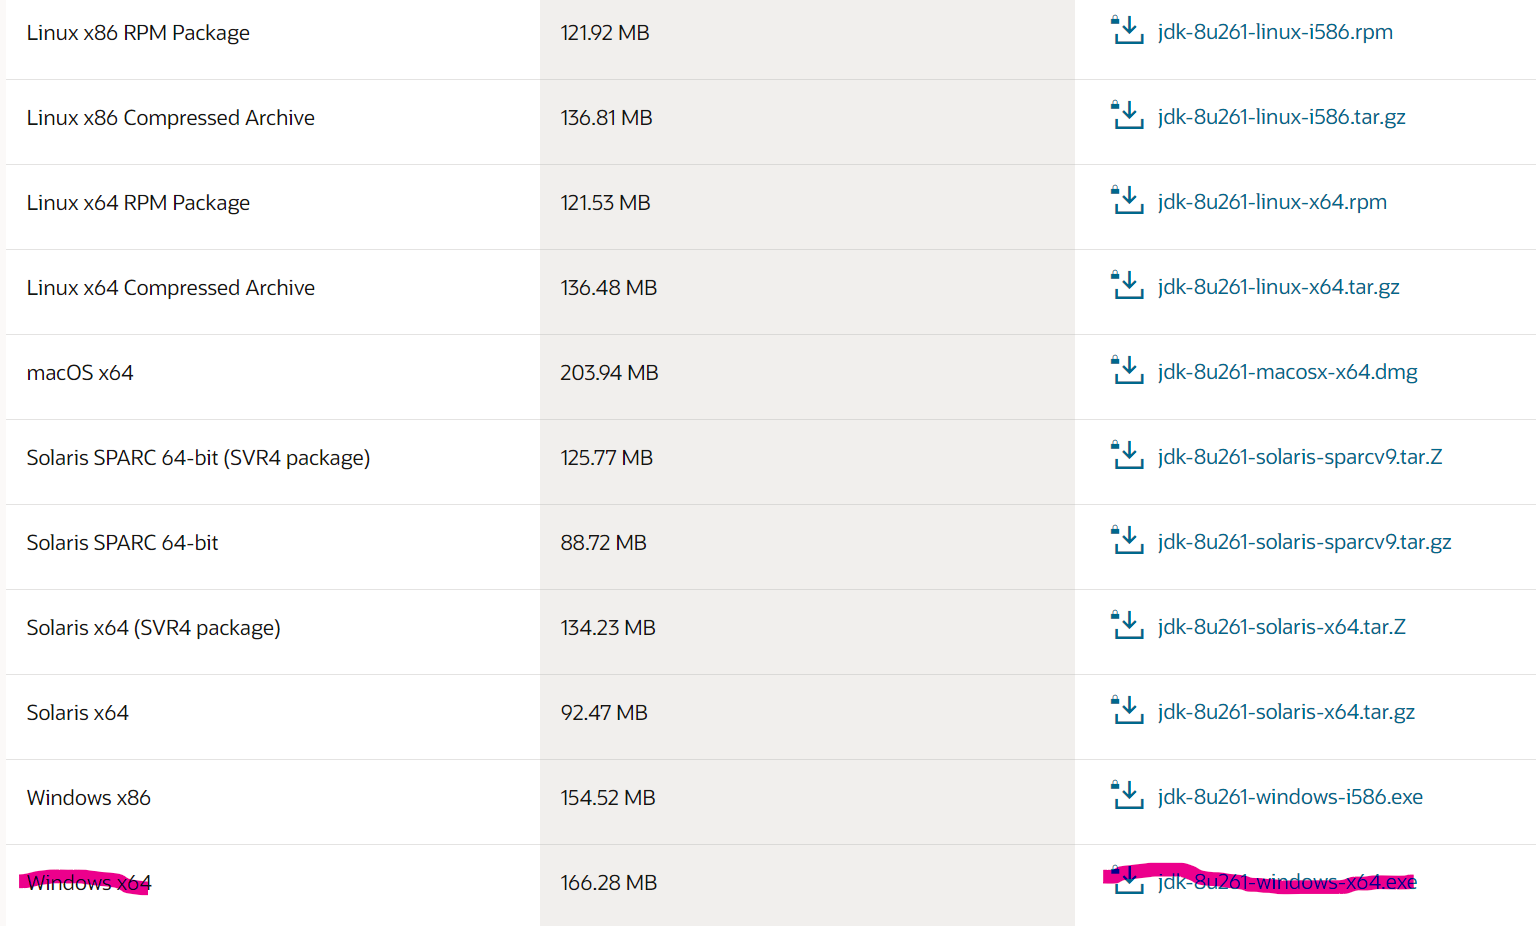 Linux x86 RPM Package 121.92 MB jdk-8u261-linux-i586.rpm
Linux x86 Compressed Archive 136.81 MB jdk-8u261-linux-i586.tar.gz
Linux x64 RPM Package 121.53 MB jdk-8u261-linux-x64.rpm
Linux x64 Compressed Archive 136.48 MB jdk-8u261-linux-x64.tar.gz
macOS x64 203.94 MB jdk-8u261-macosx-x64.dmg
Solaris SPARC 64-bit (SVR4 package) 125.77 MB jdk-8u261-solaris-sparcv9.tar.Z
Solaris SPARC 64-bit 88.72 MB jdk-8u261-solaris-sparcv9.tar.gz
Solaris x64 (SVR4 package) 134.23 MB jdk-8u261-solaris-x64.tar.Z
Solaris x64 92.47 MB jdk-8u261-solaris-x64.tar.gz
Windows x86 154.52 MB jdk-8u261-windows-i586.exe
Windows x64 166.28 MB jdk-8u261-windows-x64.exe